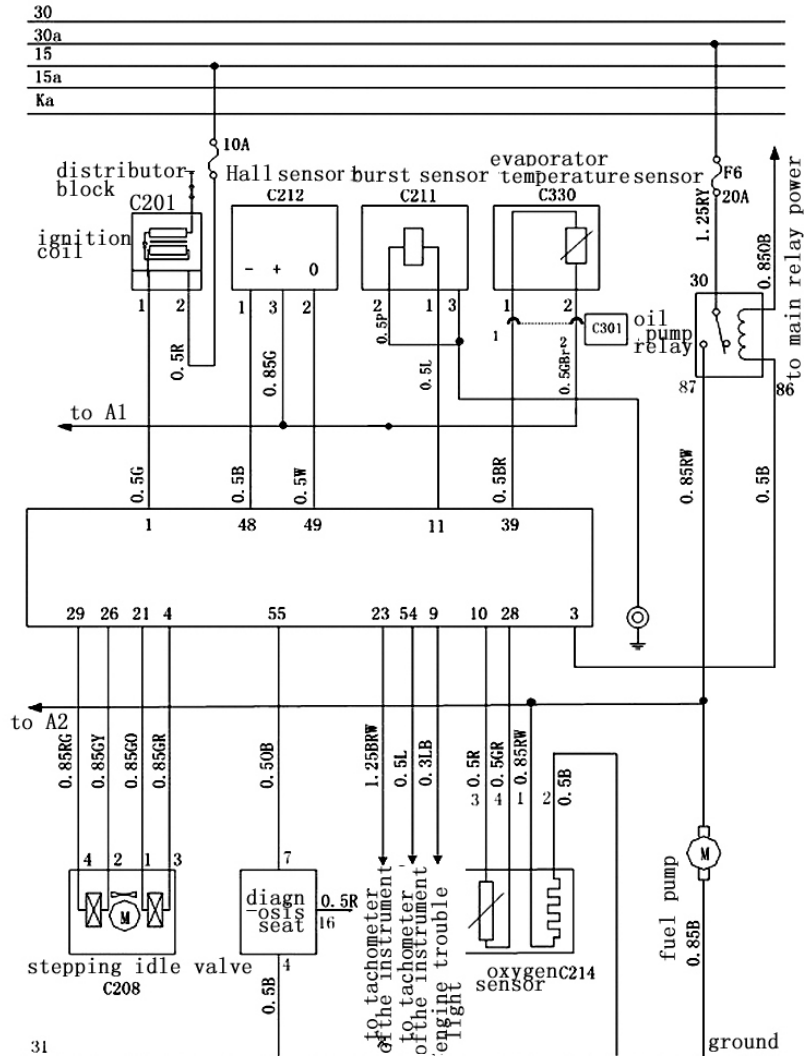 30
30a
15
15a
Ka
10A
distributor
block
Hall sensor
burst sensor
evaporator
temperature sensor
F6
20A
C201
C212
C211
C330
1.25RY
0.85OB
to main relay power
ignition
coil
- + O
30
1 2
1 3 2
2 1 3
1 2
0.5R
0.85G
0.5P
0.5L
1
2
0.5GBr
C301
oil
pump
relay
87
86
to A1
0.5G
0.5B
0.5W
0.5BR
0.85RW
0.5B
1 48 49 11 39
29 26 21 4 55 23 54 9 10 28 3
to A2
0.85RG
0.85GY
0.85GO
0.85GR
0.5OB
1.25BRW
0.5L
0.3LB
0.5R
0.5GR
0.85RW
0.5B
3 4 1 2
4 2 1 3
7
M
M
diagn
-osis
seat
0.5R
16
4
0.5B
stepping idle valve
C208
to tachometer
of the instrument
to tachometer
of the instrument
engine trouble
light
oxygen
sensor
C214
fuel pump
0.85B
31
ground